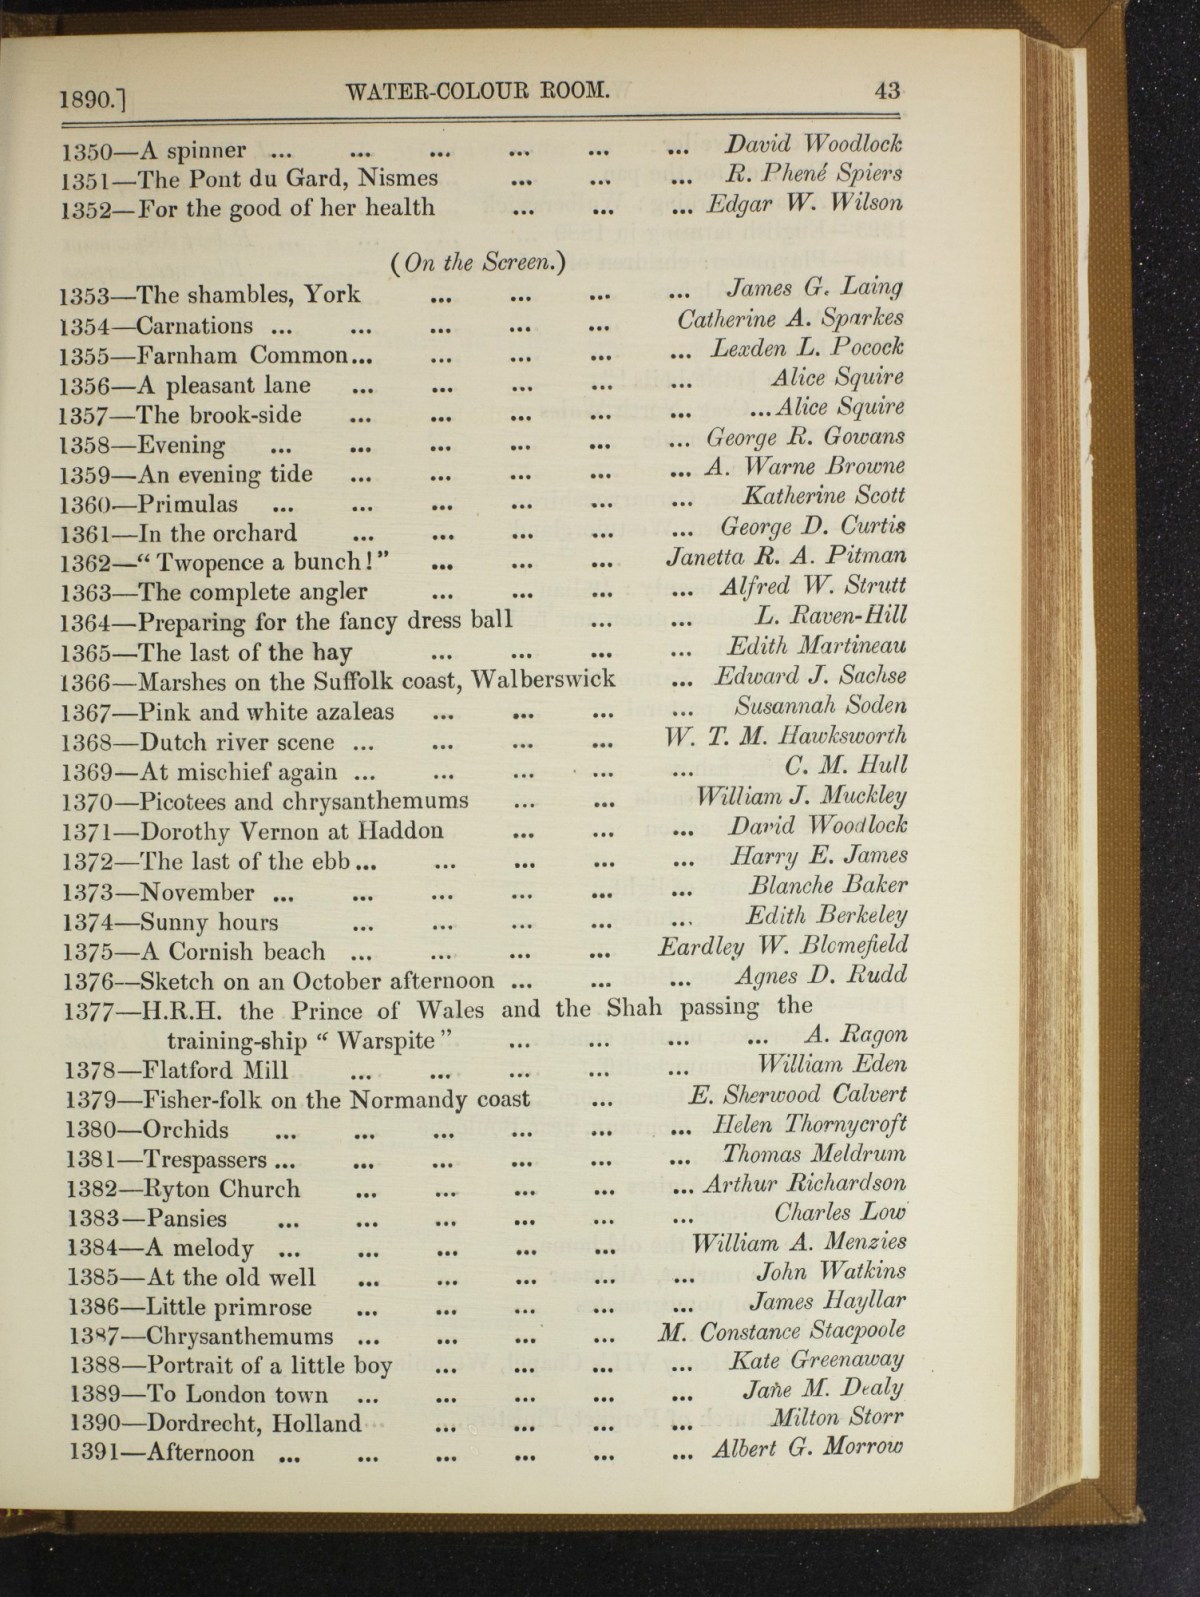 1890.] WATER-COLOUR ROOM. 43
1350—A spinner ... ... ... ... ... ... David Woodlock
1351—The Pont du Gard, Nismes ... ... ... R. Phené Spiers
1352—For the good of her health ... ... ... Edgar W. Wilson
(On the Screen.)
1353—The shambles, York ... ... ... ... James G. Laing
1354—Carnations ... ... ... ... ... Catherine A. Sparkes
1355—Farnham Common... ... ... ... ... Lexden L. Pocock
1356—A pleasant lane ... ... ... ... ... Alice Squire
1357—The brook-side ... ... ... ... ... ...Alice Squire
1358—Evening ... ... ... ... ... ... George R. Gowans
1359—An evening tide ... ... ... ... ... A. Warne Browne
1360—Primulas ... ... ... ... ... ... Katherine Scott
1361—In the orchard ... ... ... ... ... George D. Curtis
1362—“Twopence a bunch!” ... ... ... Janetta R. A. Pitman
1363—The complete angler ... ... ... ... Alfred W. Strutt
1364—Preparing for the fancy dress ball ... ... L. Raven-Hill
1365—The last of the hay ... ... ... ... Edith Martineau
1366—Marshes on the Suffolk coast, Walberswick ... Edward J. Sachse
1367—Pink and white azaleas ... ... ... ... Susannah Soden
1368—Dutch river scene ... ... ... ... W. T. M. Hawksworth
1369—At mischief again ... ... ... ... ... C. M. Hull
1370—Picotees and chrysanthemums ... ... William J. Muckley
1371—Dorothy Vernon at Haddon ... ... ... David Woodlock
1372—The last of the ebb... ... ... ... ... Harry E. James
1373—November ... ... ... ... ... ... Blanche Baker
1374—Sunny hours ... ... ... ... ... Edith Berkeley
1375—A Cornish beach ... ... ... ... Eardley W. Blomefield
1376—Sketch on an October afternoon ... ... ... Agnes D. Rudd
1377—H.R.H. the Prince of Wales and the Shah passing the
training-ship “Warspite” ... ... ... ... A. Ragon
1378—Flatford Mill ... ... ... ... ... William Eden
1379—Fisher-folk on the Normandy coast ... E. Sherwood Calvert
1380—Orchids ... ... ... ... ... ... Helen Thornycroft
1381—Trespassers ... ... ... ... ... ... Thomas Meldrum
1382—Ryton Church ... ... ... ... ... Arthur Richardson
1383—Pansies ... ... ... ... ... ... Charles Low
1384—A melody ... ... ... ... ... William A. Menzies
1385—At the old well ... ... ... ... ... John Watkins
1386—Little primrose ... ... ... ... ... James Hayllar
1387—Chrysanthemums ... ... ... ... M. Constance Stacpoole
1388—Portrait of a little boy ... ... ... ... Kate Greenaway
1389—To London town ... ... ... ... ... Jane M. Dealy
1390—Dordrecht, Holland ... ... ... ... Milton Storr
1391—Afternoon ... ... ... ... ... ... Albert G. Morrow